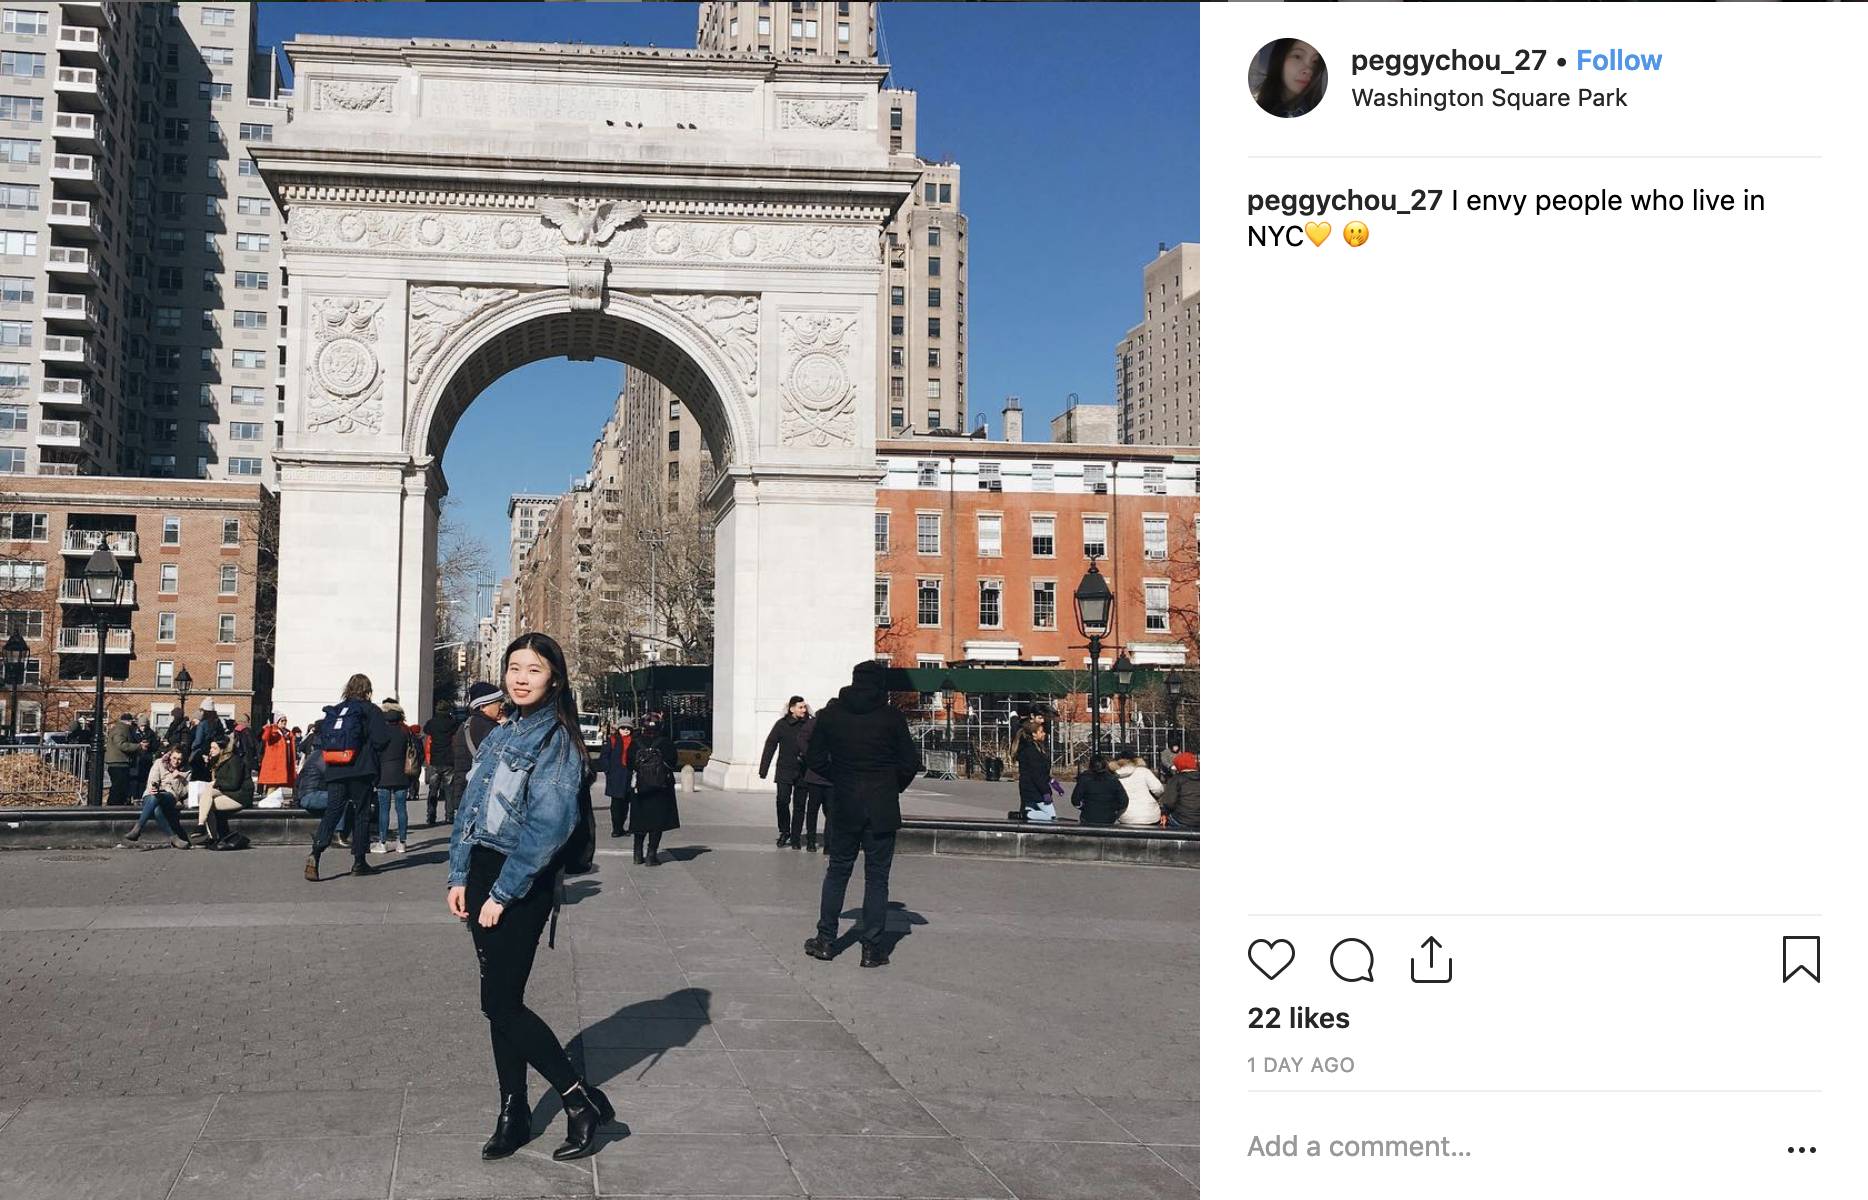 peggychou_27 • Follow
Washington Square Park
peggychou_27 I envy people who live in
NYC💛 🤭
22 likes
1 DAY AGO
Add a comment...